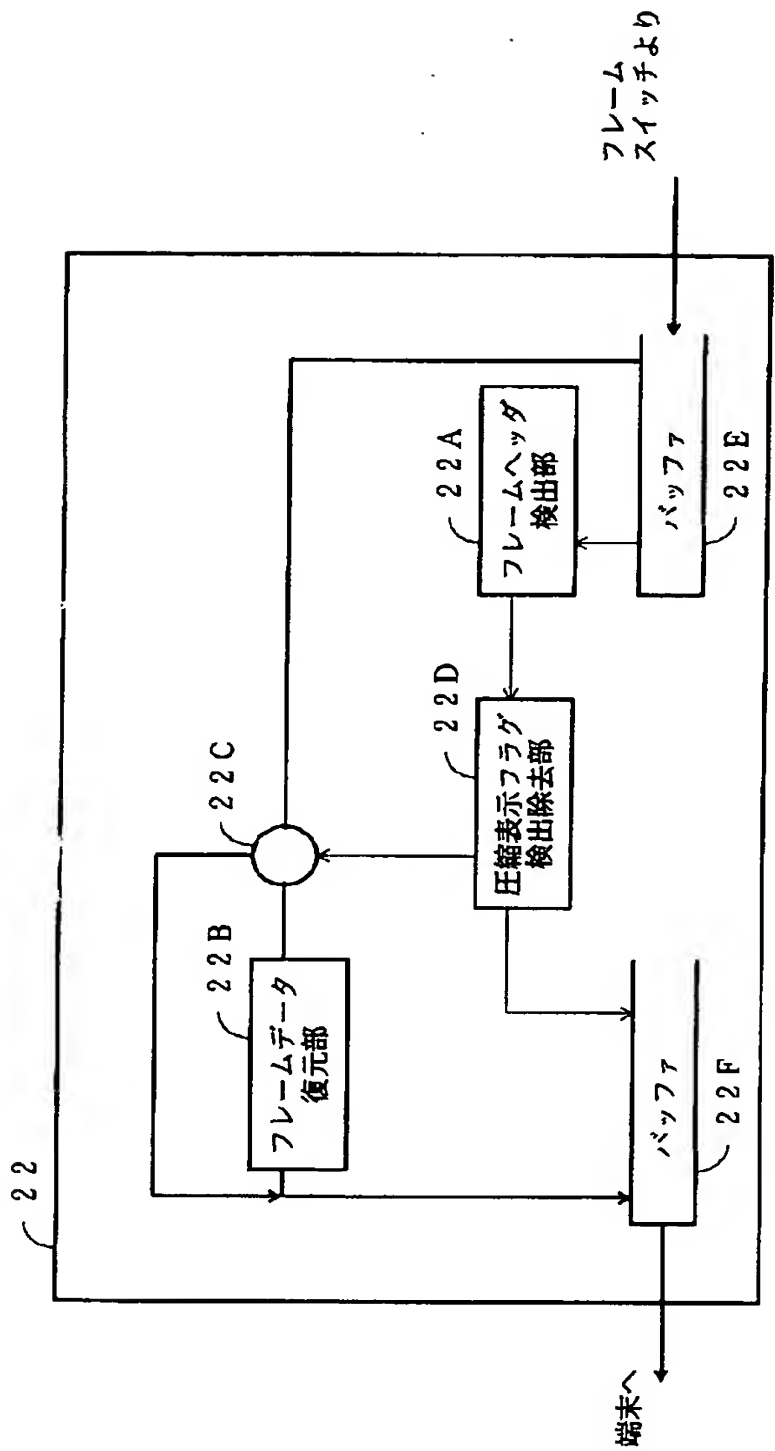 22
22C
22B
フレームデータ
復元部
22D
圧縮表示フラグ
検出除去部
22A
フレームヘッダ
検出部
フレーム
スイッチより
バッファ
22E
バッファ
22F
端末へ